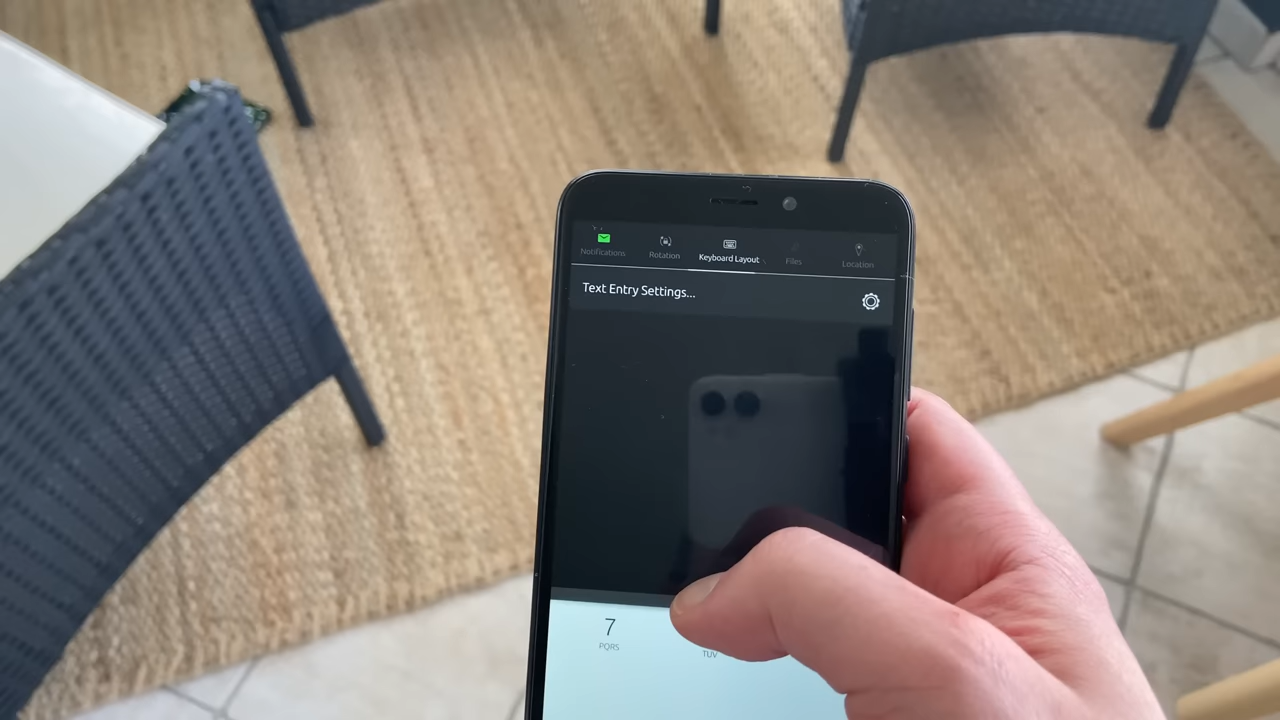 Notifications
Rotation
Keyboard Layout
Files
Location
Text Entry Settings...
7
PQRS
TUV